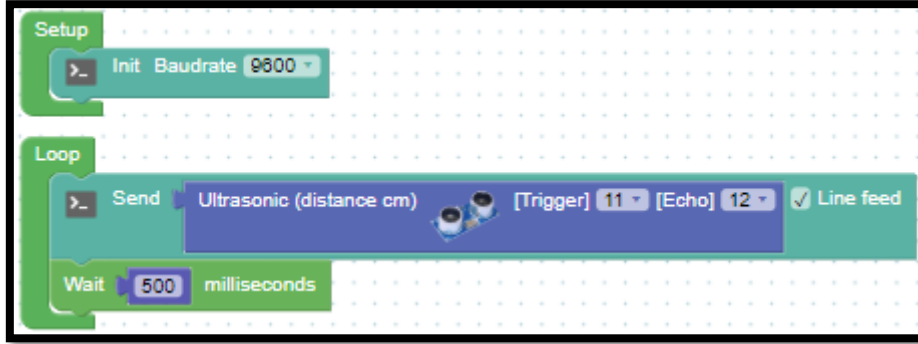 Setup
Init Baudrate 9600
Loop
Send Ultrasonic (distance cm) [Trigger] 11 [Echo] 12 Line feed
Wait 500 milliseconds